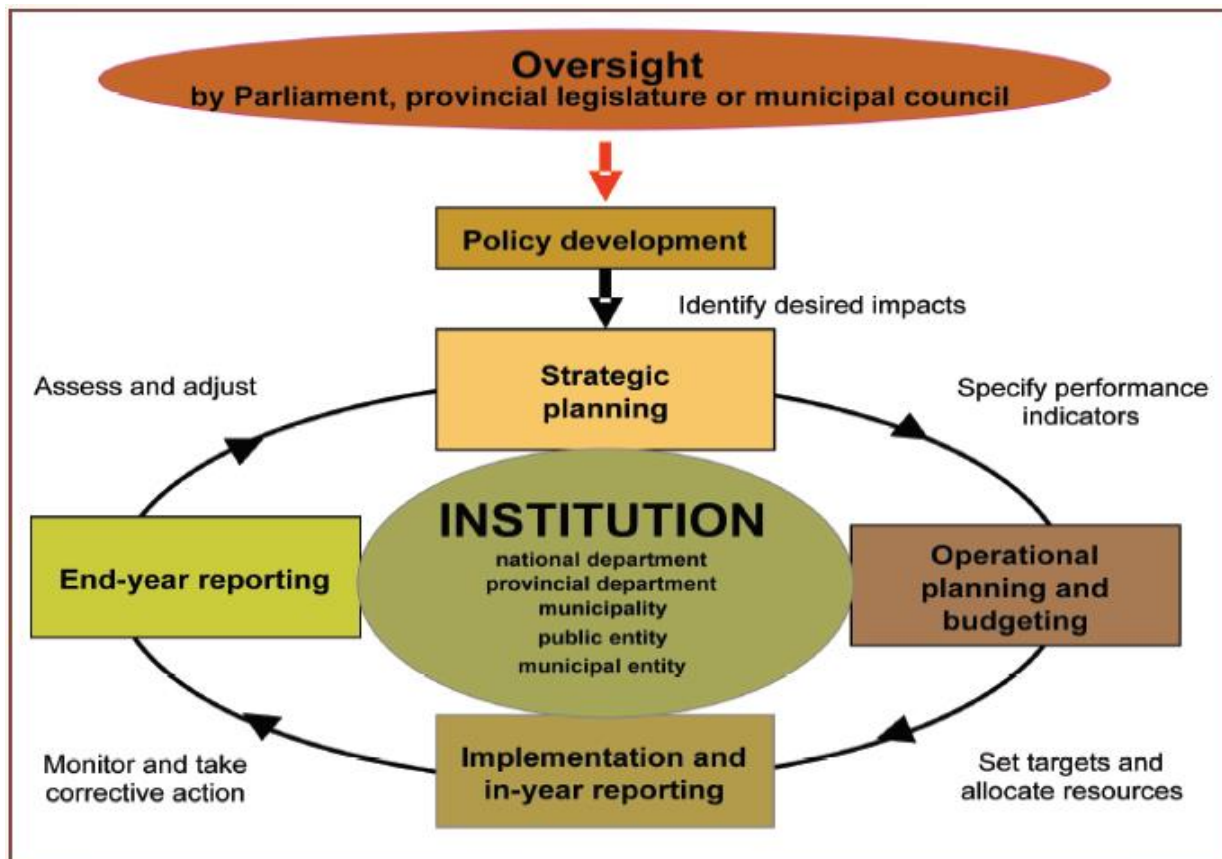 Oversight
by Parliament, provincial legislature or municipal council
Policy development
Identify desired impacts
Strategic
planning
Assess and adjust
Specify performance
indicators
INSTITUTION
national department
provincial department
municipality
public entity
municipal entity
End-year reporting
Operational
planning and
budgeting
Implementation and
in-year reporting
Monitor and take
corrective action
Set targets and
allocate resources